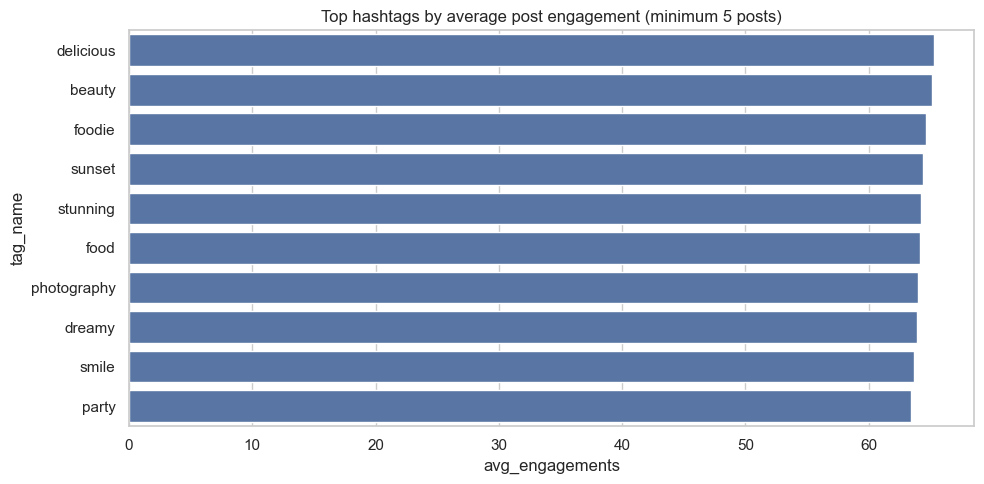 Top hashtags by average post engagement (minimum 5 posts)
tag_name
delicious
beauty
foodie
sunset
stunning
food
photography
dreamy
smile
party
0 10 20 30 40 50 60
avg_engagements